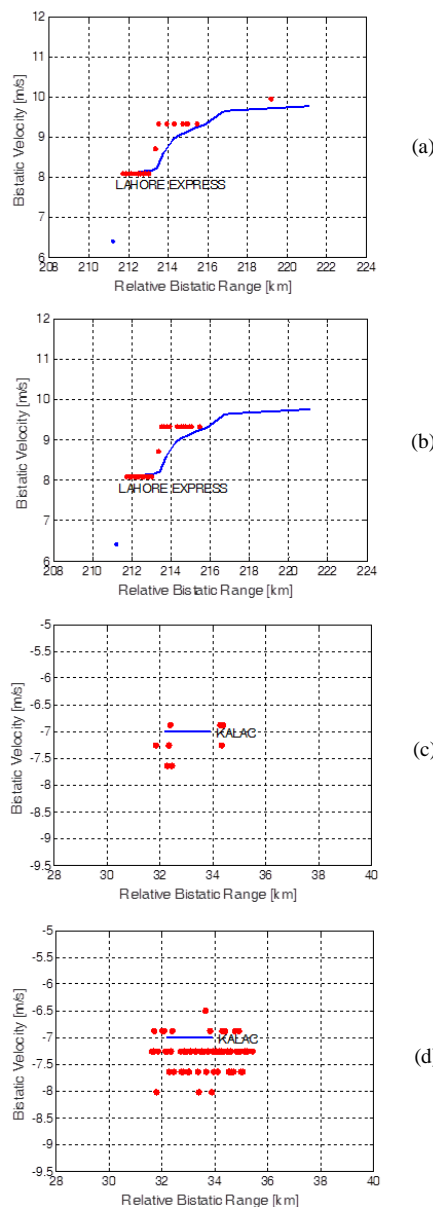 12
11
10
9
8
7
6
Bistatic Velocity [m/s]
LAHORE EXPRESS
208 210 212 214 216 218 220 222 224
Relative Bistatic Range [km]
(a)
12
11
10
9
8
7
6
Bistatic Velocity [m/s]
LAHORE EXPRESS
208 210 212 214 216 218 220 222 224
Relative Bistatic Range [km]
(b)
-5
-5.5
-6
-6.5
-7
-7.5
-8
-8.5
-9
-9.5
Bistatic Velocity [m/s]
KALAC
28 30 32 34 36 38 40
Relative Bistatic Range [km]
(c)
-5
-5.5
-6
-6.5
-7
-7.5
-8
-8.5
-9
-9.5
Bistatic Velocity [m/s]
KALAC
28 30 32 34 36 38 40
Relative Bistatic Range [km]
(d)